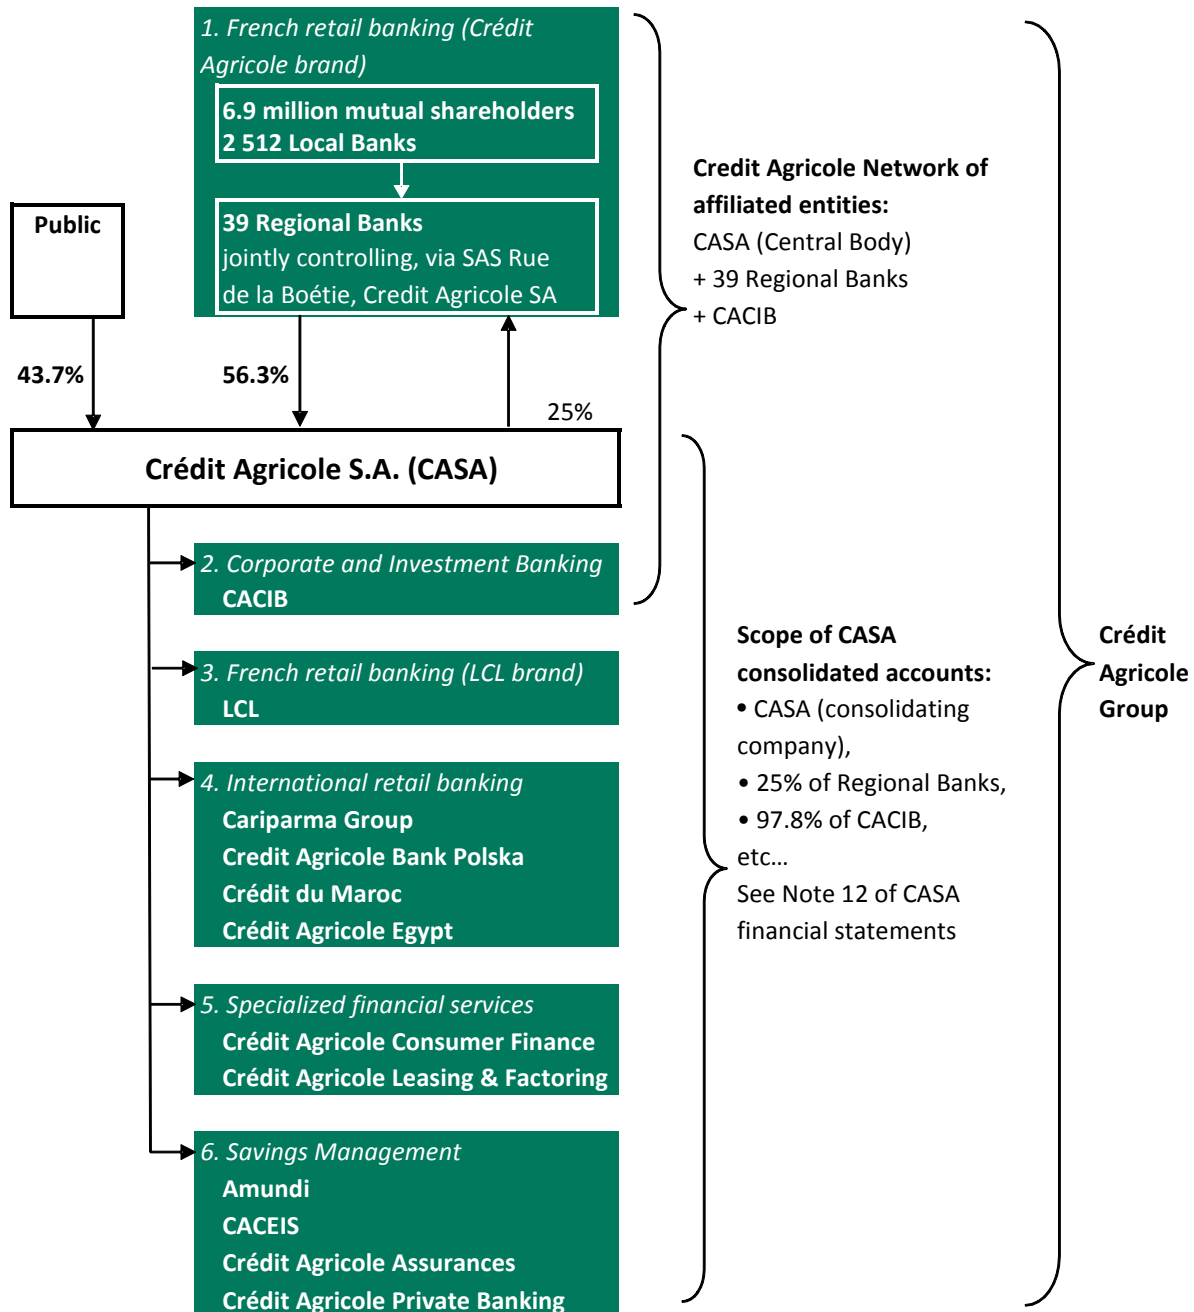 1. French retail banking (Crédit
Agricole brand)
6.9 million mutual shareholders
2 512 Local Banks
39 Regional Banks
jointly controlling, via SAS Rue
de la Boétie, Credit Agricole SA
Public
43.7%
56.3%
25%
Crédit Agricole S.A. (CASA)
2. Corporate and Investment Banking
CACIB
3. French retail banking (LCL brand)
LCL
4. International retail banking
Cariparma Group
Credit Agricole Bank Polska
Crédit du Maroc
Crédit Agricole Egypt
5. Specialized financial services
Crédit Agricole Consumer Finance
Crédit Agricole Leasing & Factoring
6. Savings Management
Amundi
CACEIS
Crédit Agricole Assurances
Crédit Agricole Private Banking
Credit Agricole Network of
affiliated entities:
CASA (Central Body)
+ 39 Regional Banks
+ CACIB
Scope of CASA
consolidated accounts:
• CASA (consolidating
company),
• 25% of Regional Banks,
• 97.8% of CACIB,
etc...
See Note 12 of CASA
financial statements
Crédit
Agricole
Group